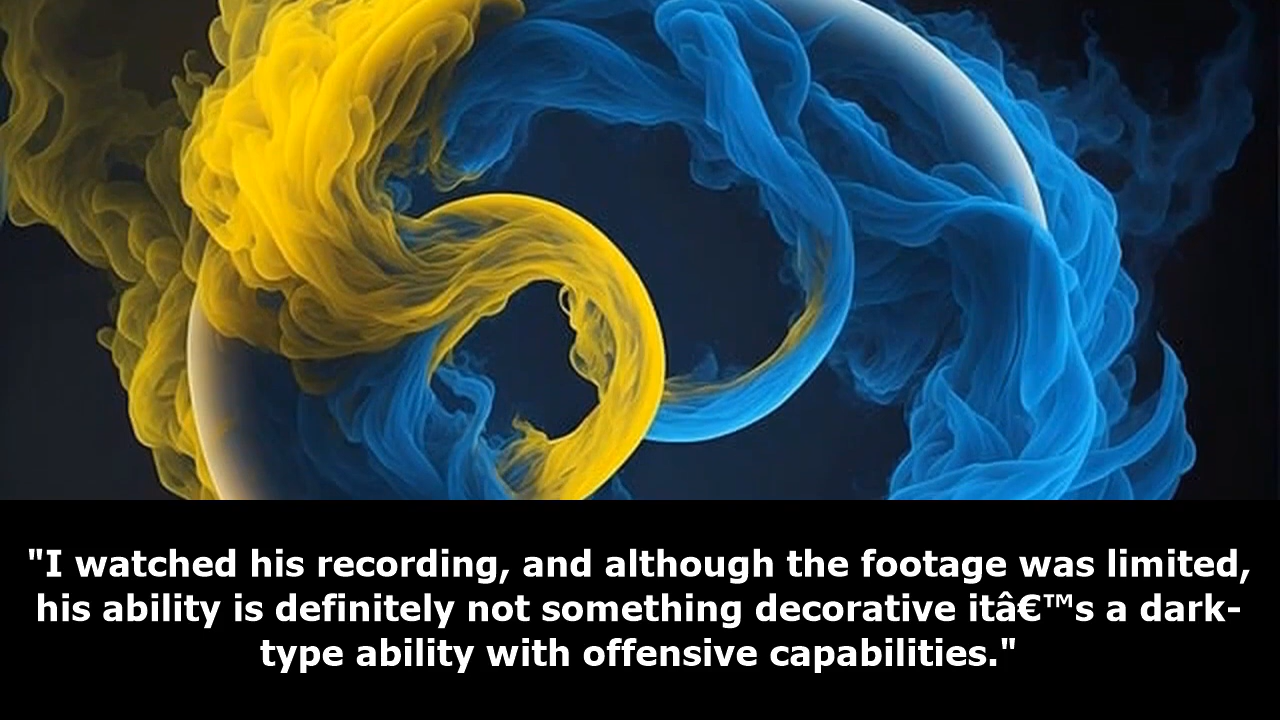 "I watched his recording, and although the footage was limited,
his ability is definitely not something decorative itâ€™s a dark-
type ability with offensive capabilities."